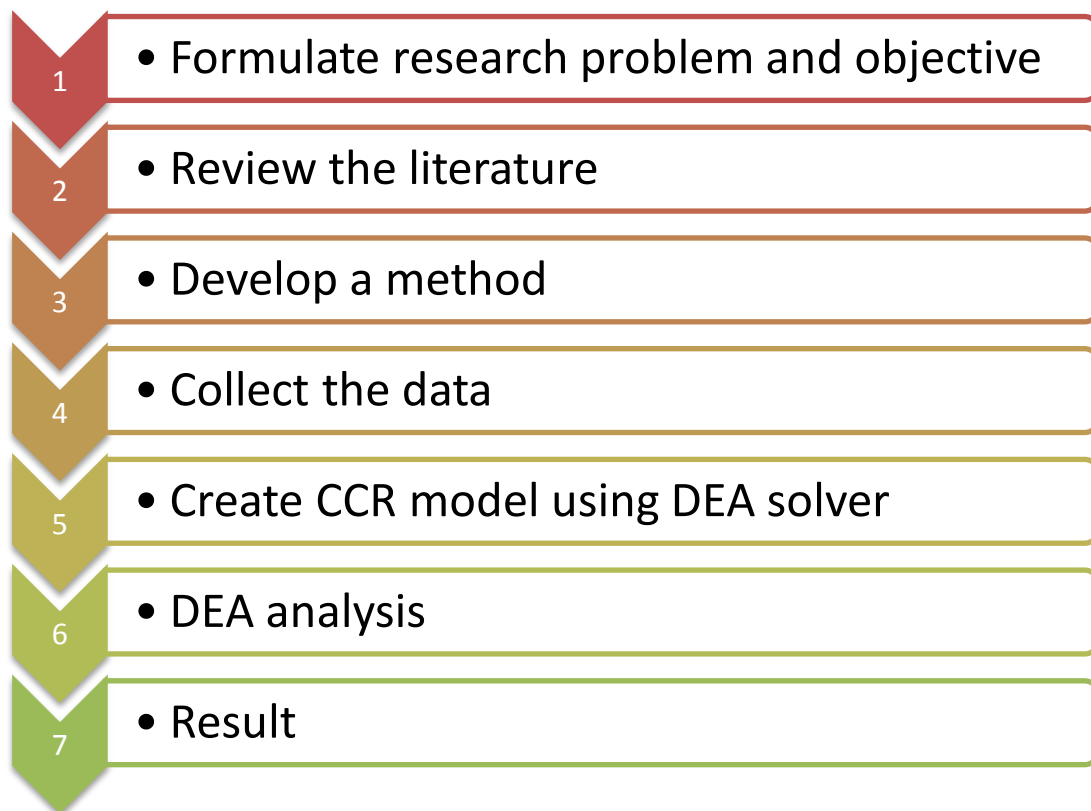 1
• Formulate research problem and objective
2
• Review the literature
3
• Develop a method
4
• Collect the data
5
• Create CCR model using DEA solver
6
• DEA analysis
7
• Result